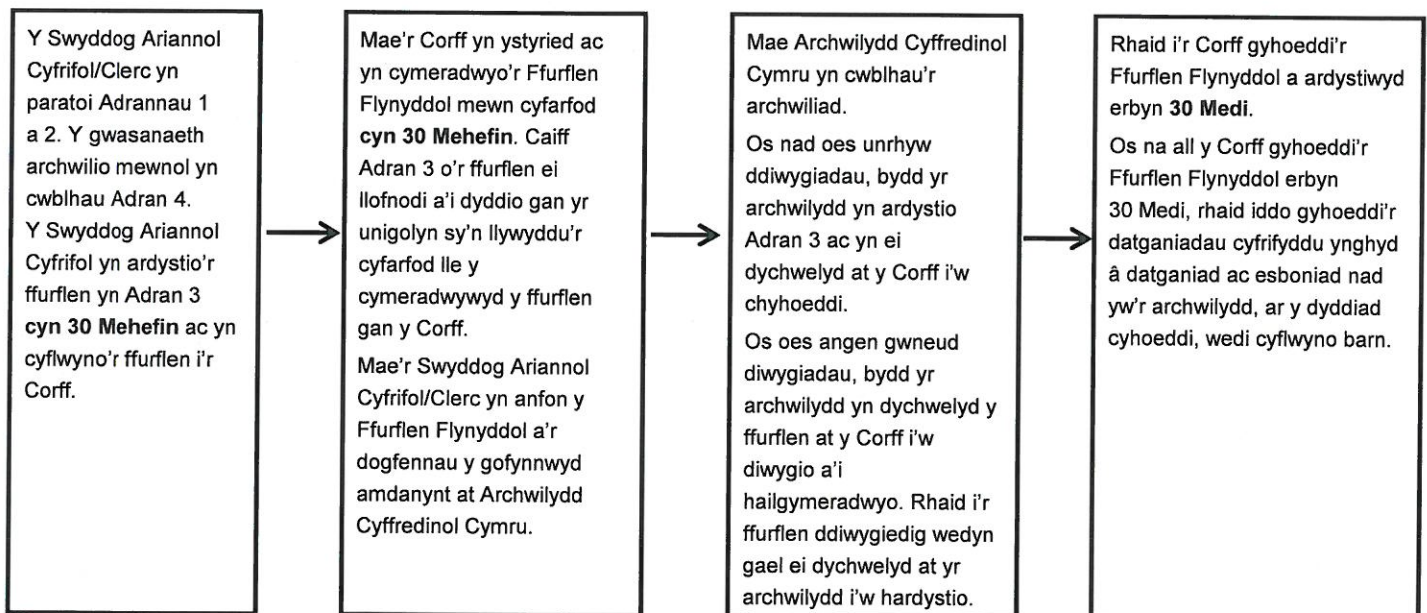 Y Swyddog Ariannol
Cyfrifol/Clerc yn
paratoi Adrannau 1
a 2. Y gwasanaeth
archwilio mewnol yn
cwblhau Adran 4.
Y Swyddog Ariannol
Cyfrifol yn ardystio'r
ffurflen yn Adran 3
cyn 30 Mehefin ac yn
cyflwyno'r ffurflen i'r
Corff.
Mae'r Corff yn ystyried ac
yn cymeradwyo'r Ffurflen
Flynyddol mewn cyfarfod
cyn 30 Mehefin. Caiff
Adran 3 o'r ffurflen ei
llofnodi a'i dyddio gan yr
unigolyn sy'n llywyddu'r
cyfarfod lle y
cymeradwywyd y ffurflen
gan y Corff.
Mae'r Swyddog Ariannol
Cyfrifol/Clerc yn anfon y
Ffurflen Flynyddol a'r
dogfennau y gofynnwyd
amdanynt at Archwilydd
Cyffredinol Cymru.
Mae Archwilydd Cyffredinol
Cymru yn cwblhau'r
archwiliad.
Os nad oes unrhyw
ddiwygiadau, bydd yr
archwilydd yn ardystio
Adran 3 ac yn ei
dychwelyd at y Corff i'w
chyhoeddi.
Os oes angen gwneud
diwygiadau, bydd yr
archwilydd yn dychwelyd y
ffurflen at y Corff i'w
diwygio a'i
hailgymeradwyo. Rhaid i'r
ffurflen ddiwygiedig wedyn
gael ei dychwelyd at yr
archwilydd i'w hardystio.
Rhaid i'r Corff gyhoeddi'r
Ffurflen Flynyddol a ardystiwyd
erbyn 30 Medi.
Os na all y Corff gyhoeddi'r
Ffurflen Flynyddol erbyn
30 Medi, rhaid iddo gyhoeddi'r
datganiadau cyfrifyddu ynghyd
â datganiad ac esboniad nad
yw'r archwilydd, ar y dyddiad
cyhoeddi, wedi cyflwyno barn.